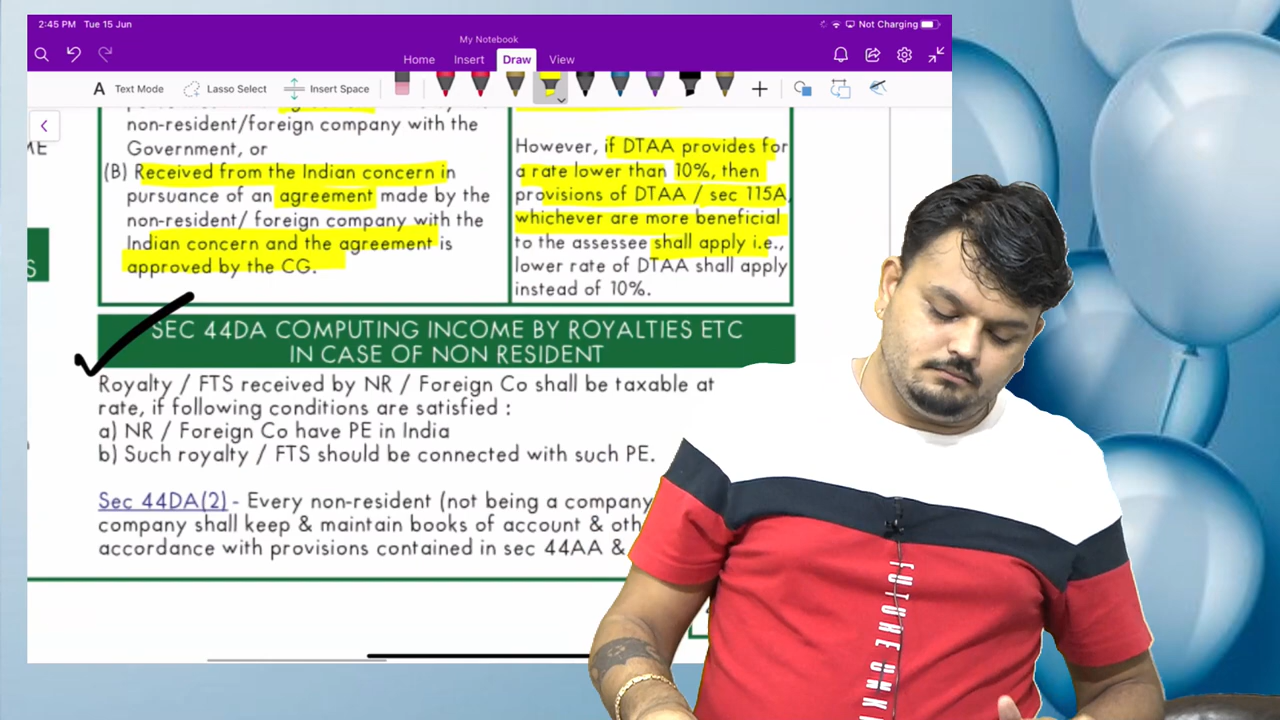 2:45 PM Tue 15 Jun
Not Charging
My Notebook
Home Insert Draw View
Text Mode Lasso Select Insert Space
non-resident/foreign company with the
Government, or
(B) Received from the Indian concern in
pursuance of an agreement made by the
non-resident/ foreign company with the
Indian concern and the agreement is
approved by the CG.
However, if DTAA provides for
a rate lower than 10%, then
provisions of DTAA / sec 115A,
whichever are more beneficial
to the assessee shall apply i.e.,
lower rate of DTAA shall apply
instead of 10%.
SEC 44DA COMPUTING INCOME BY ROYALTIES ETC
IN CASE OF NON RESIDENT
Royalty / FTS received by NR / Foreign Co shall be taxable at
rate, if following conditions are satisfied :
a) NR / Foreign Co have PE in India
b) Such royalty / FTS should be connected with such PE.
Sec 44DA(2) - Every non-resident (not being a company
company shall keep & maintain books of account & oth
accordance with provisions contained in sec 44AA &
FUTURE